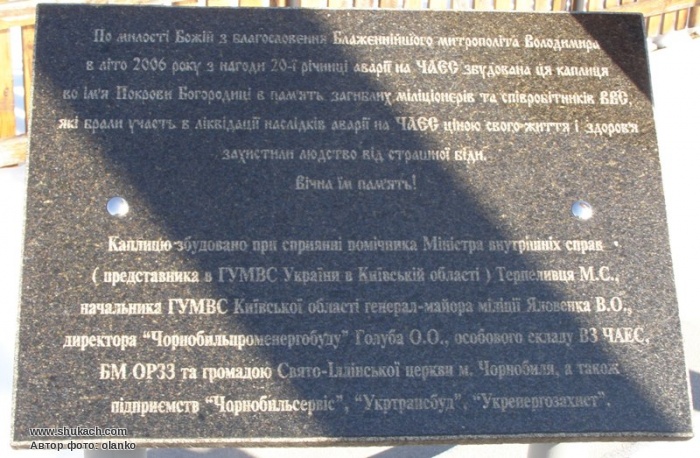 По милості Божій з благословення Блаженнійшого митрополіта Володимира
в літо 2006 року з нагоди 20-ї річниці аварії на ЧАЕС збудована ця каплиця
во ім'я Покрови Богородиці в пам'ять загиблих міліціонерів та співробітників ВВС,
які брали участь в ліквідації наслідків аварії на ЧАЕС ціною свого життя і здоров'я
захистили людство від страшної біди.
Вічна їм пам'ять!
Каплицю збудовано при сприянні помічника Міністра внутрішніх справ
( представника в ГУМВС України в Київській області ) Терпеливця М.С.,
начальника ГУМВС Київської області генерал-майора міліції Яловенка В.О.,
директора “Чорнобильпроменергобуду” Голуба О.О., особового складу ВЗ ЧАЕС,
БМ ОРЗЗ та громадою Свято-Іллінської церкви м. Чорнобиля, а також
підприємств “Чорнобильсервіс”, “Укртрансбуд”, “Укренергозахист”.
www.shukach.com
Автор фото: olanko